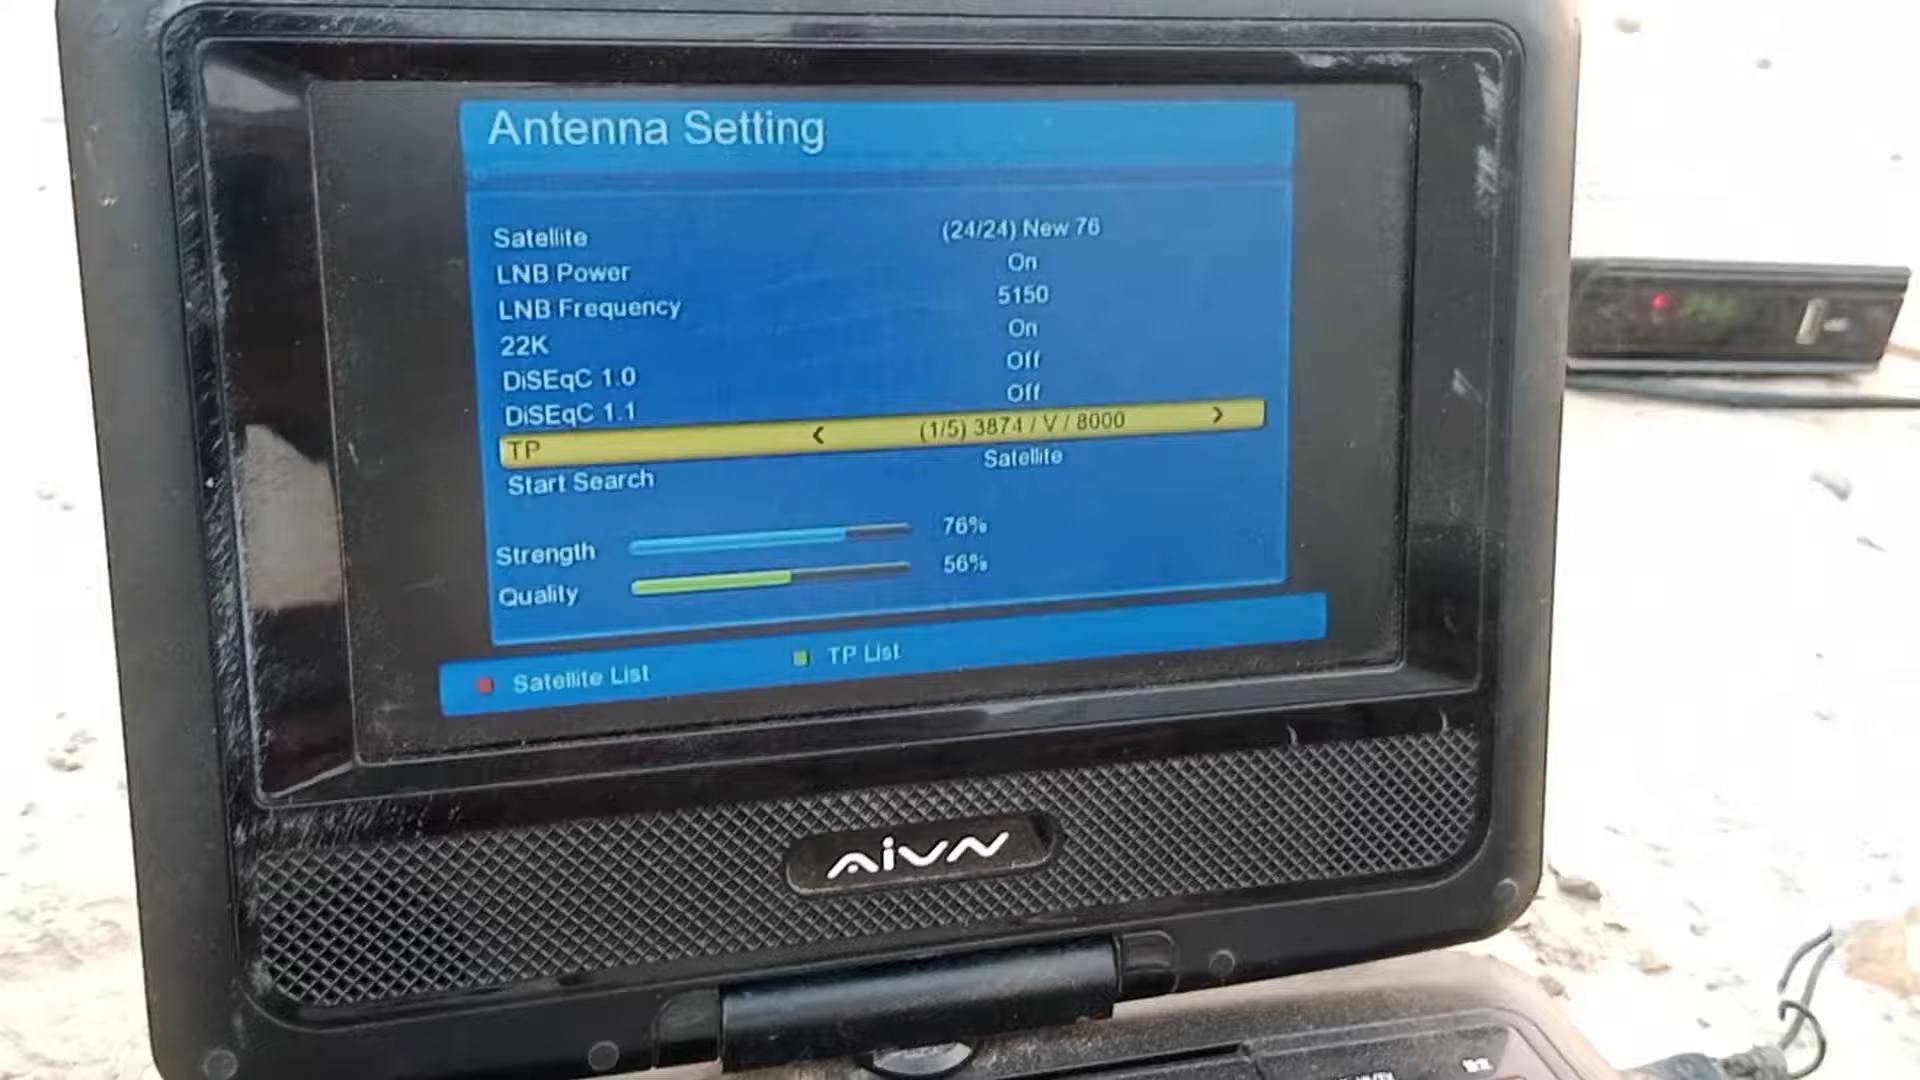 Antenna Setting
Satellite (24/24) New 76
LNB Power On
LNB Frequency 5150
22K On
DiSEqC 1.0 Off
DiSEqC 1.1 Off
TP < (1/5) 3874 / V / 8000 >
Start Search Satellite
Strength 76%
Quality 56%
Satellite List TP List
AiVN